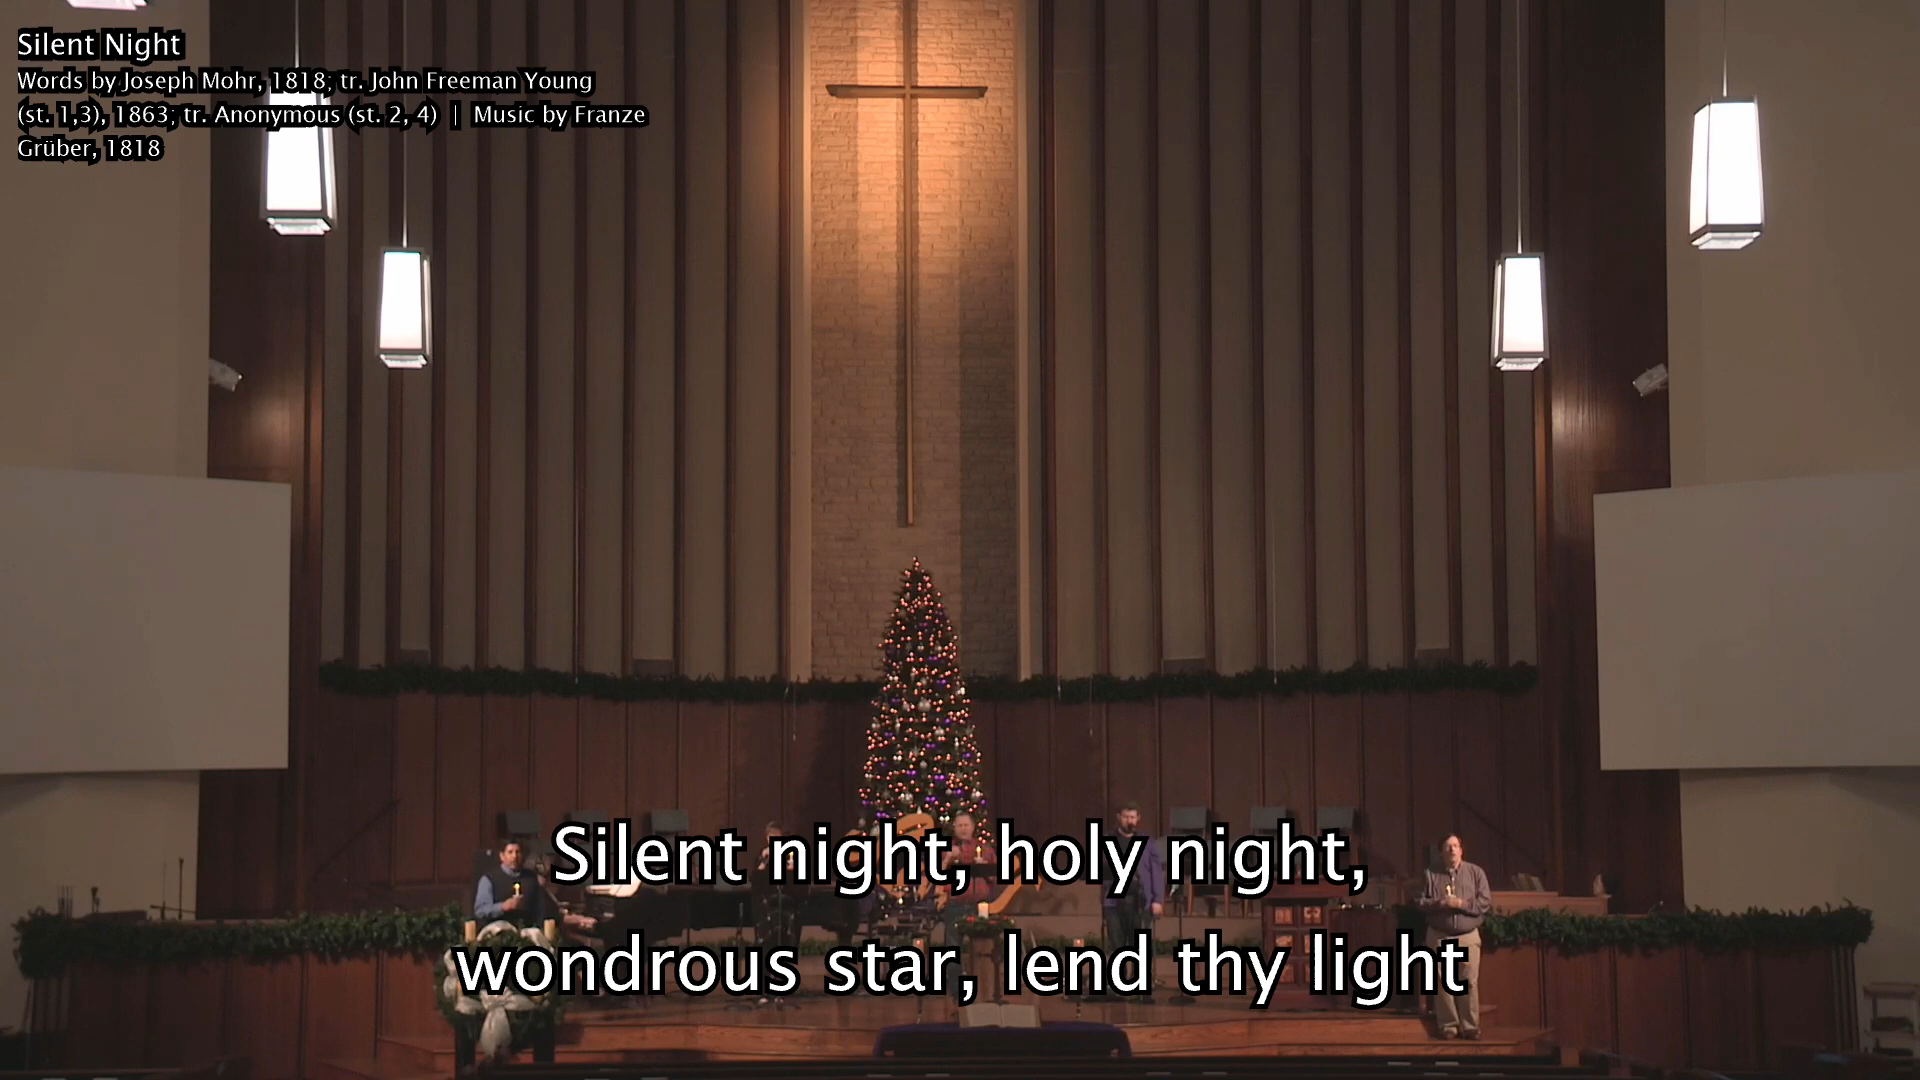 Silent Night
Words by Joseph Mohr, 1818; tr. John Freeman Young
(st. 1,3), 1863; tr. Anonymous (st. 2, 4) | Music by Franze
Grüber, 1818
Silent night, holy night,
wondrous star, lend thy light